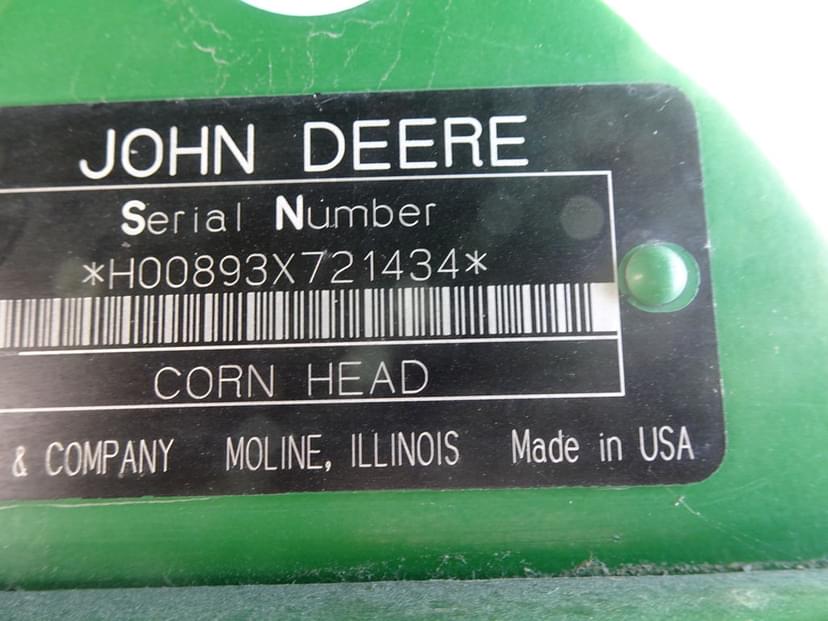 JOHN DEERE
Serial Number
*H00893X721434*
CORN HEAD
& COMPANY MOLINE, ILLINOIS Made in USA